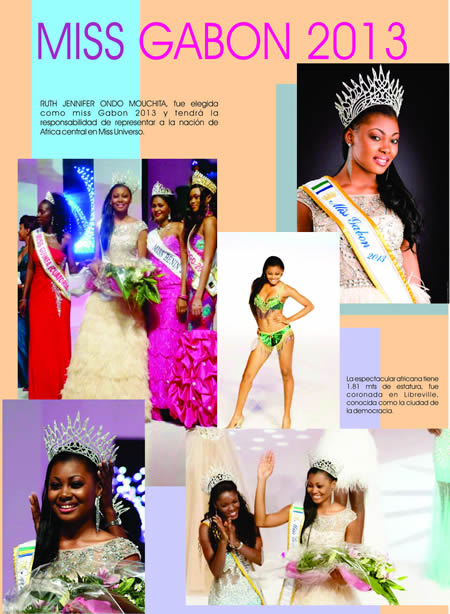 MISS GABON 2013
RUTH JENNIFER ONDO MOUCHITA, fue elegida
como miss Gabon 2013 y tendrá la
responsabilidad de representar a la nación de
Africa central en Miss Universo.
Miss Gabon
2013
MISS BENIN
La espectacular africana tiene
1.81 mts de estatura, fue
coronada en Libreville,
conocida como la ciudad de
la democracia.